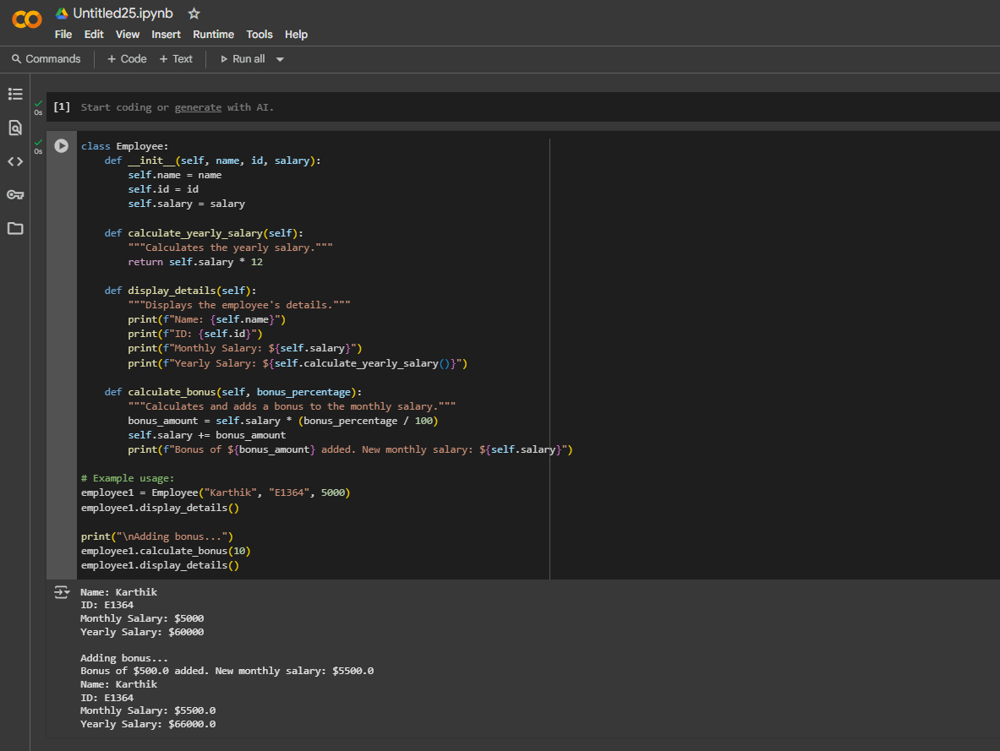 Untitled25.ipynb
File Edit View Insert Runtime Tools Help
Commands + Code + Text Run all
0s [1] Start coding or generate with AI.
0s
class Employee:
    def __init__(self, name, id, salary):
        self.name = name
        self.id = id
        self.salary = salary

    def calculate_yearly_salary(self):
        """Calculates the yearly salary."""
        return self.salary * 12

    def display_details(self):
        """Displays the employee's details."""
        print(f"Name: {self.name}")
        print(f"ID: {self.id}")
        print(f"Monthly Salary: ${self.salary}")
        print(f"Yearly Salary: ${self.calculate_yearly_salary()}")

    def calculate_bonus(self, bonus_percentage):
        """Calculates and adds a bonus to the monthly salary."""
        bonus_amount = self.salary * (bonus_percentage / 100)
        self.salary += bonus_amount
        print(f"Bonus of ${bonus_amount} added. New monthly salary: ${self.salary}")

# Example usage:
employee1 = Employee("Karthik", "E1364", 5000)
employee1.display_details()

print("\nAdding bonus...")
employee1.calculate_bonus(10)
employee1.display_details()
Name: Karthik
ID: E1364
Monthly Salary: $5000
Yearly Salary: $60000

Adding bonus...
Bonus of $500.0 added. New monthly salary: $5500.0
Name: Karthik
ID: E1364
Monthly Salary: $5500.0
Yearly Salary: $66000.0